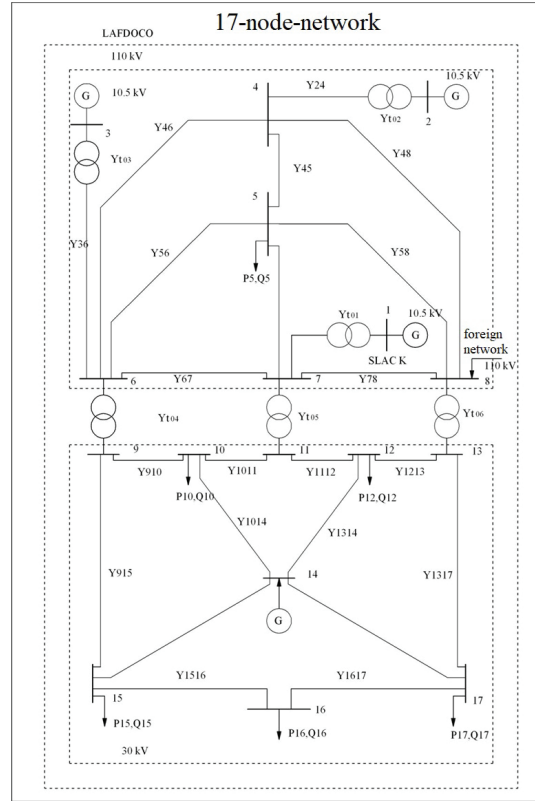 17-node-network
LAFDOCO
110 kV
G
10.5 kV
3
Yt03
Y36
4
Y24
Yt02
2
10.5 kV
G
Y46
Y45
Y48
5
Y56
Y58
P5,Q5
Yt01
1
10.5 kV
G
SLAC K
foreign
network
110 kV
6
Y67
7
Y78
8
Yt04
Yt05
Yt06
9
10
11
12
13
Y910
Y1011
Y1112
Y1213
P10,Q10
P12,Q12
Y1014
Y1314
Y915
14
Y1317
G
Y1516
Y1617
15
16
17
P15,Q15
P16,Q16
P17,Q17
30 kV